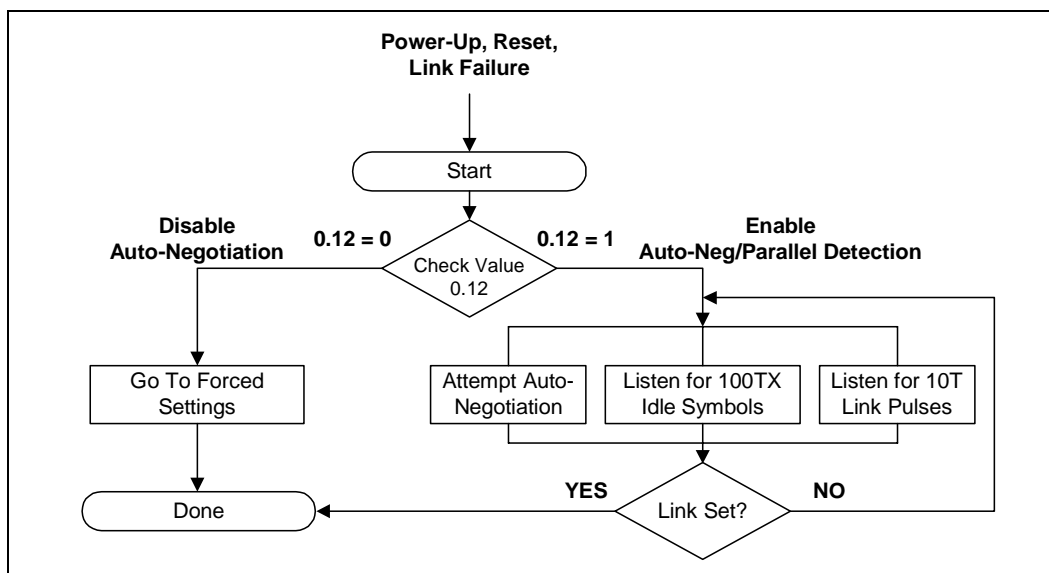 Power-Up, Reset,
Link Failure
Start
Disable
Auto-Negotiation
0.12 = 0
0.12 = 1
Enable
Auto-Neg/Parallel Detection
Check Value
0.12
Go To Forced
Settings
Attempt Auto-
Negotiation
Listen for 100TX
Idle Symbols
Listen for 10T
Link Pulses
Done
YES
Link Set?
NO